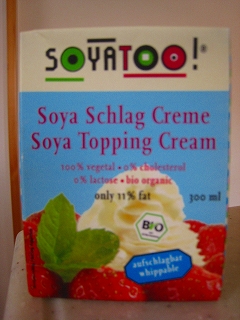 SOYATOO!®
Soya Schlag Creme
Soya Topping Cream
100% vegetal • 0% cholesterol
0% lactose • bio organic
only 11% fat
300 ml
BIO
aufschlagbar
whippable